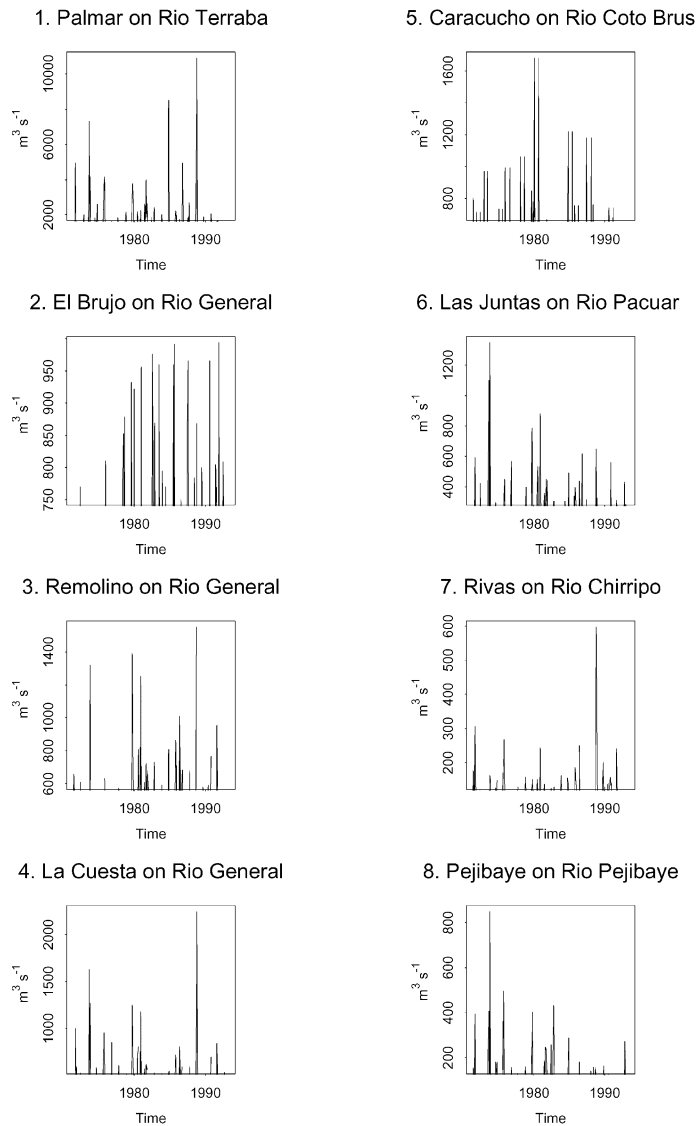 1. Palmar on Rio Terraba
m³ s⁻¹
10000
6000
2000
1980 1990
Time
5. Caracucho on Rio Coto Brus
m³ s⁻¹
1600
1200
800
1980 1990
Time
2. El Brujo on Rio General
m³ s⁻¹
950
900
850
800
750
1980 1990
Time
6. Las Juntas on Rio Pacuar
m³ s⁻¹
1200
800
600
400
1980 1990
Time
3. Remolino on Rio General
m³ s⁻¹
1400
1000
800
600
1980 1990
Time
7. Rivas on Rio Chirripo
m³ s⁻¹
600
500
400
300
200
1980 1990
Time
4. La Cuesta on Rio General
m³ s⁻¹
2000
1500
1000
1980 1990
Time
8. Pejibaye on Rio Pejibaye
m³ s⁻¹
800
600
400
200
1980 1990
Time